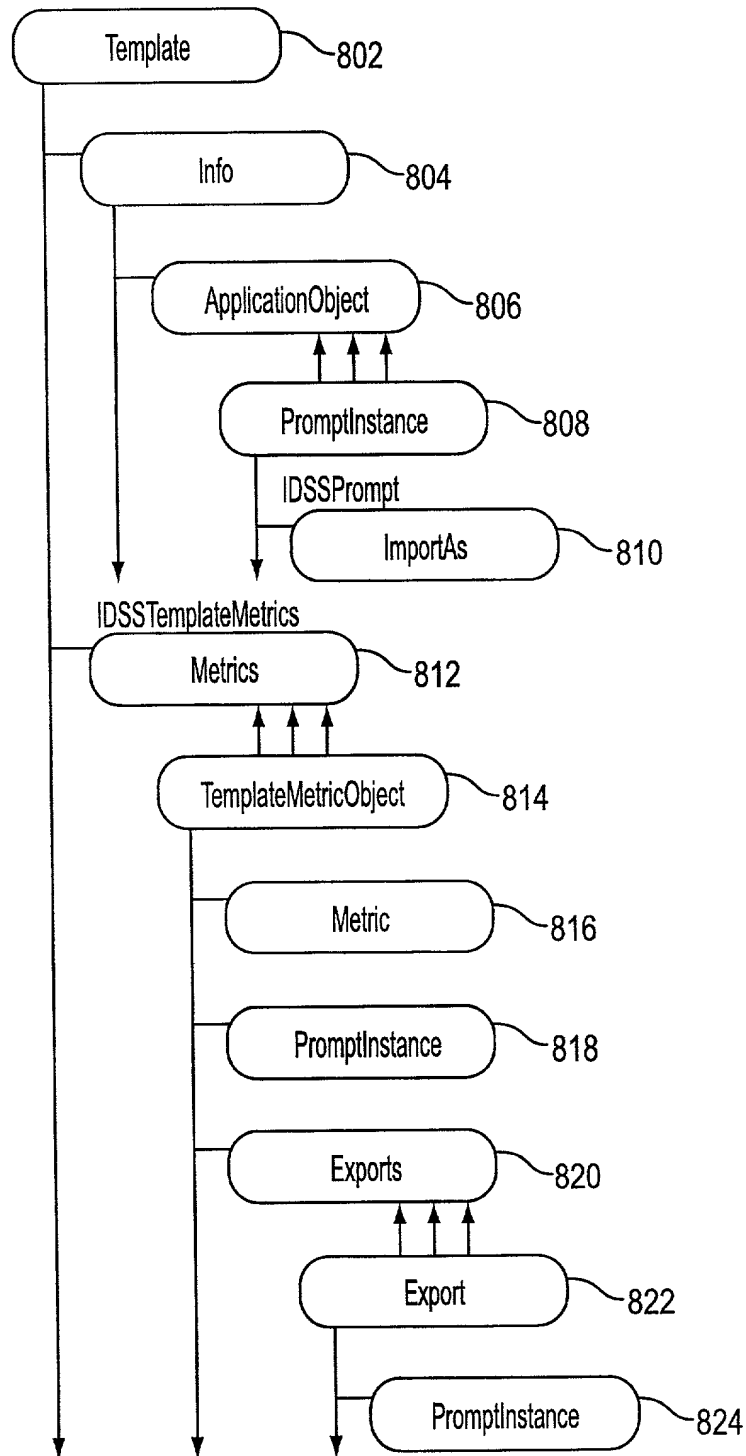 Template 802
Info 804
ApplicationObject 806
PromptInstance 808
IDSSPrompt
ImportAs 810
IDSSTemplateMetrics
Metrics 812
TemplateMetricObject 814
Metric 816
PromptInstance 818
Exports 820
Export 822
PromptInstance 824